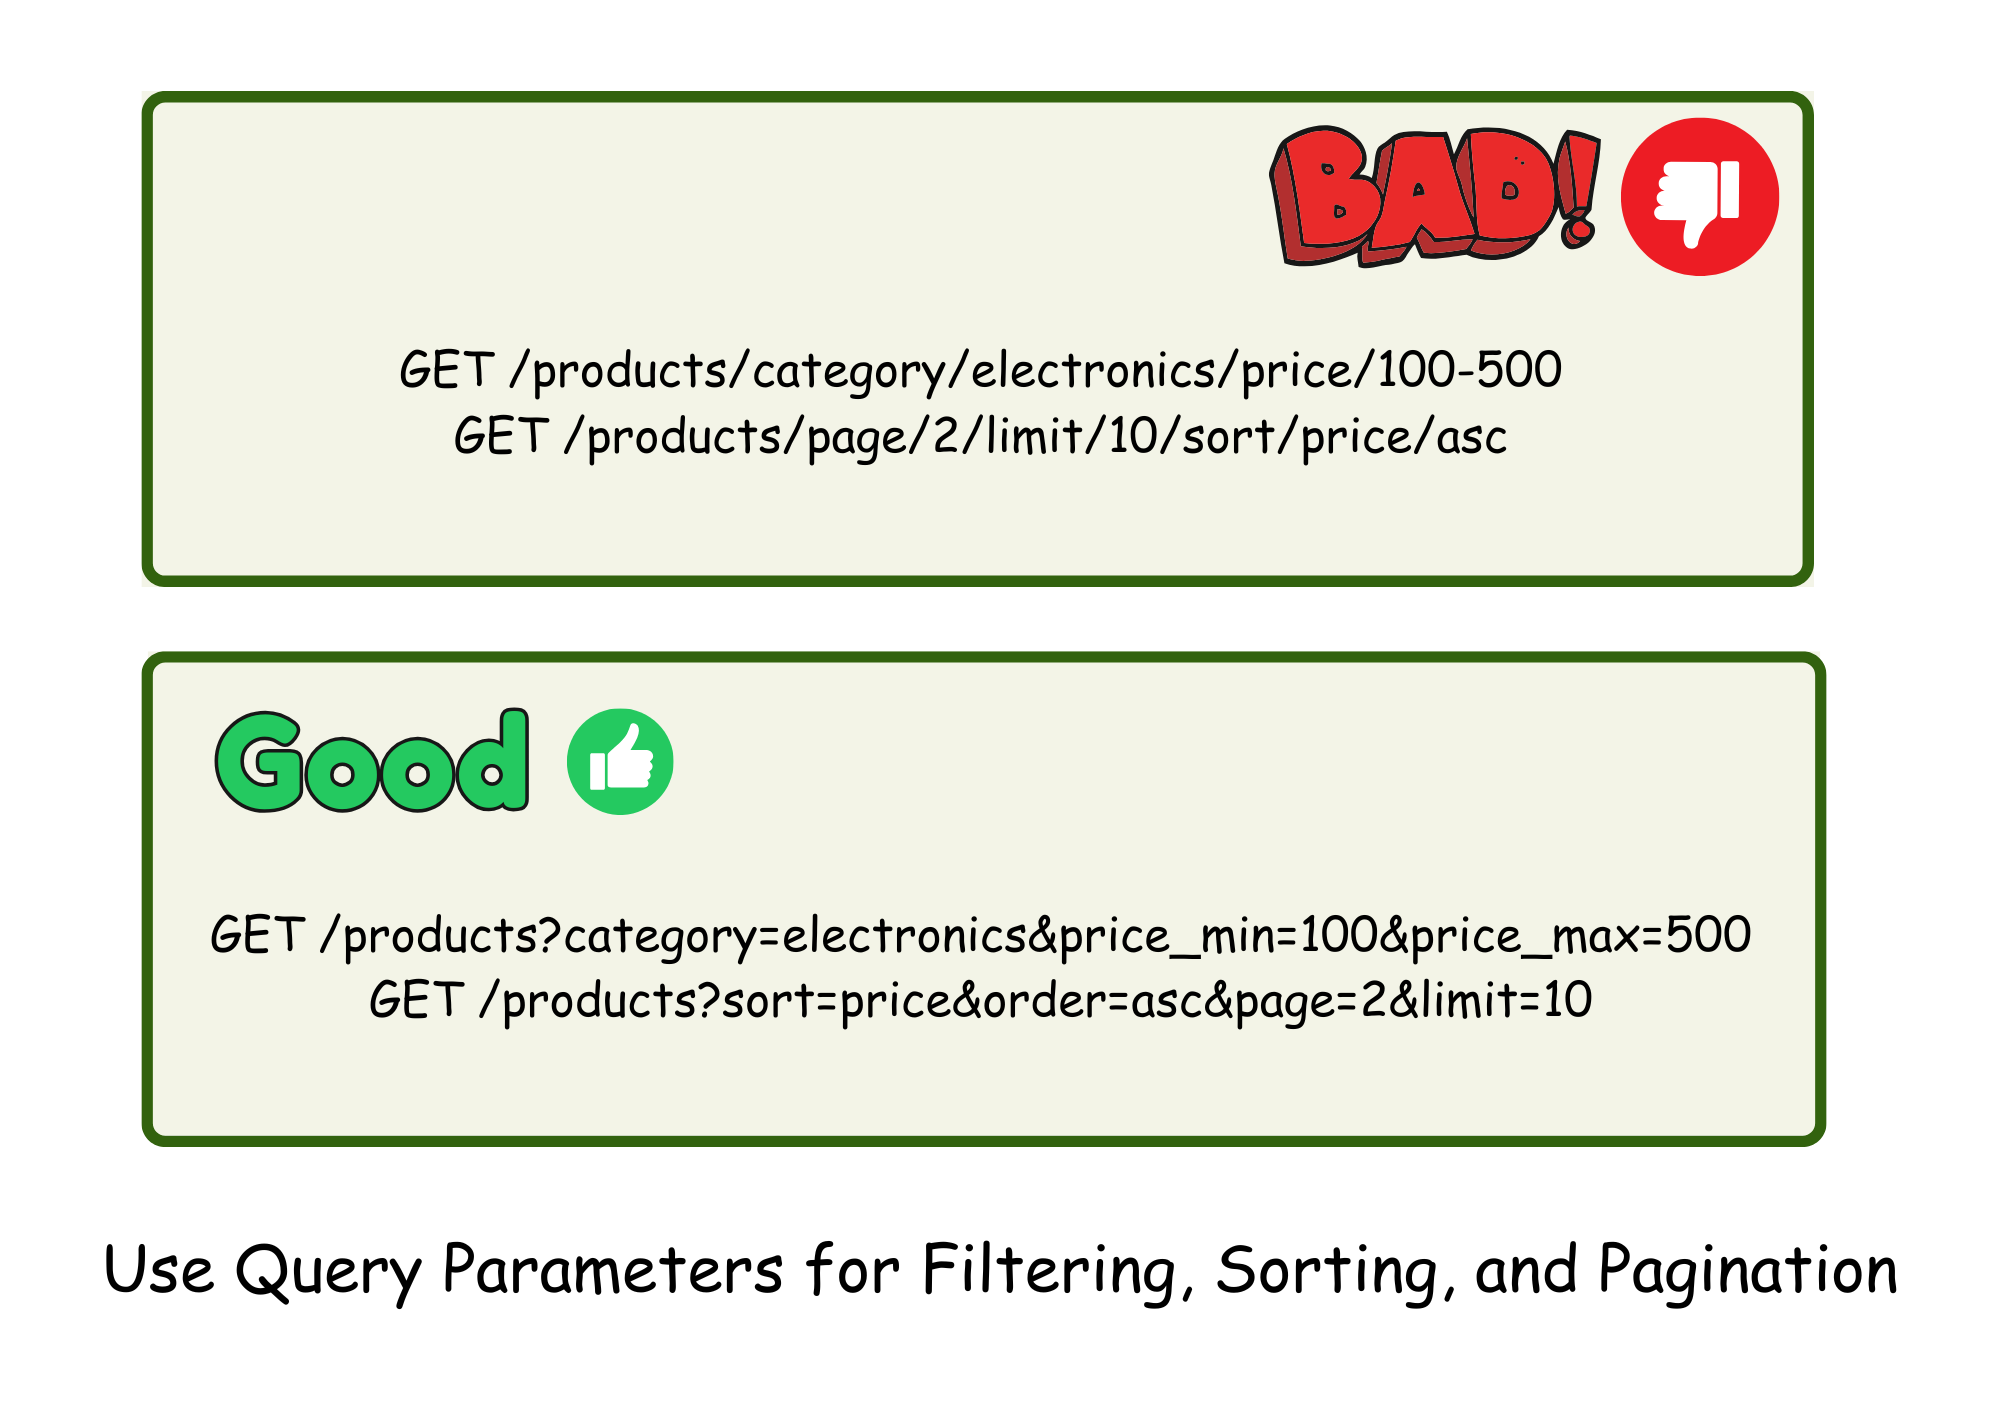 BAD!
GET /products/category/electronics/price/100-500
GET /products/page/2/limit/10/sort/price/asc
Good
GET /products?category=electronics&price_min=100&price_max=500
GET /products?sort=price&order=asc&page=2&limit=10
Use Query Parameters for Filtering, Sorting, and Pagination